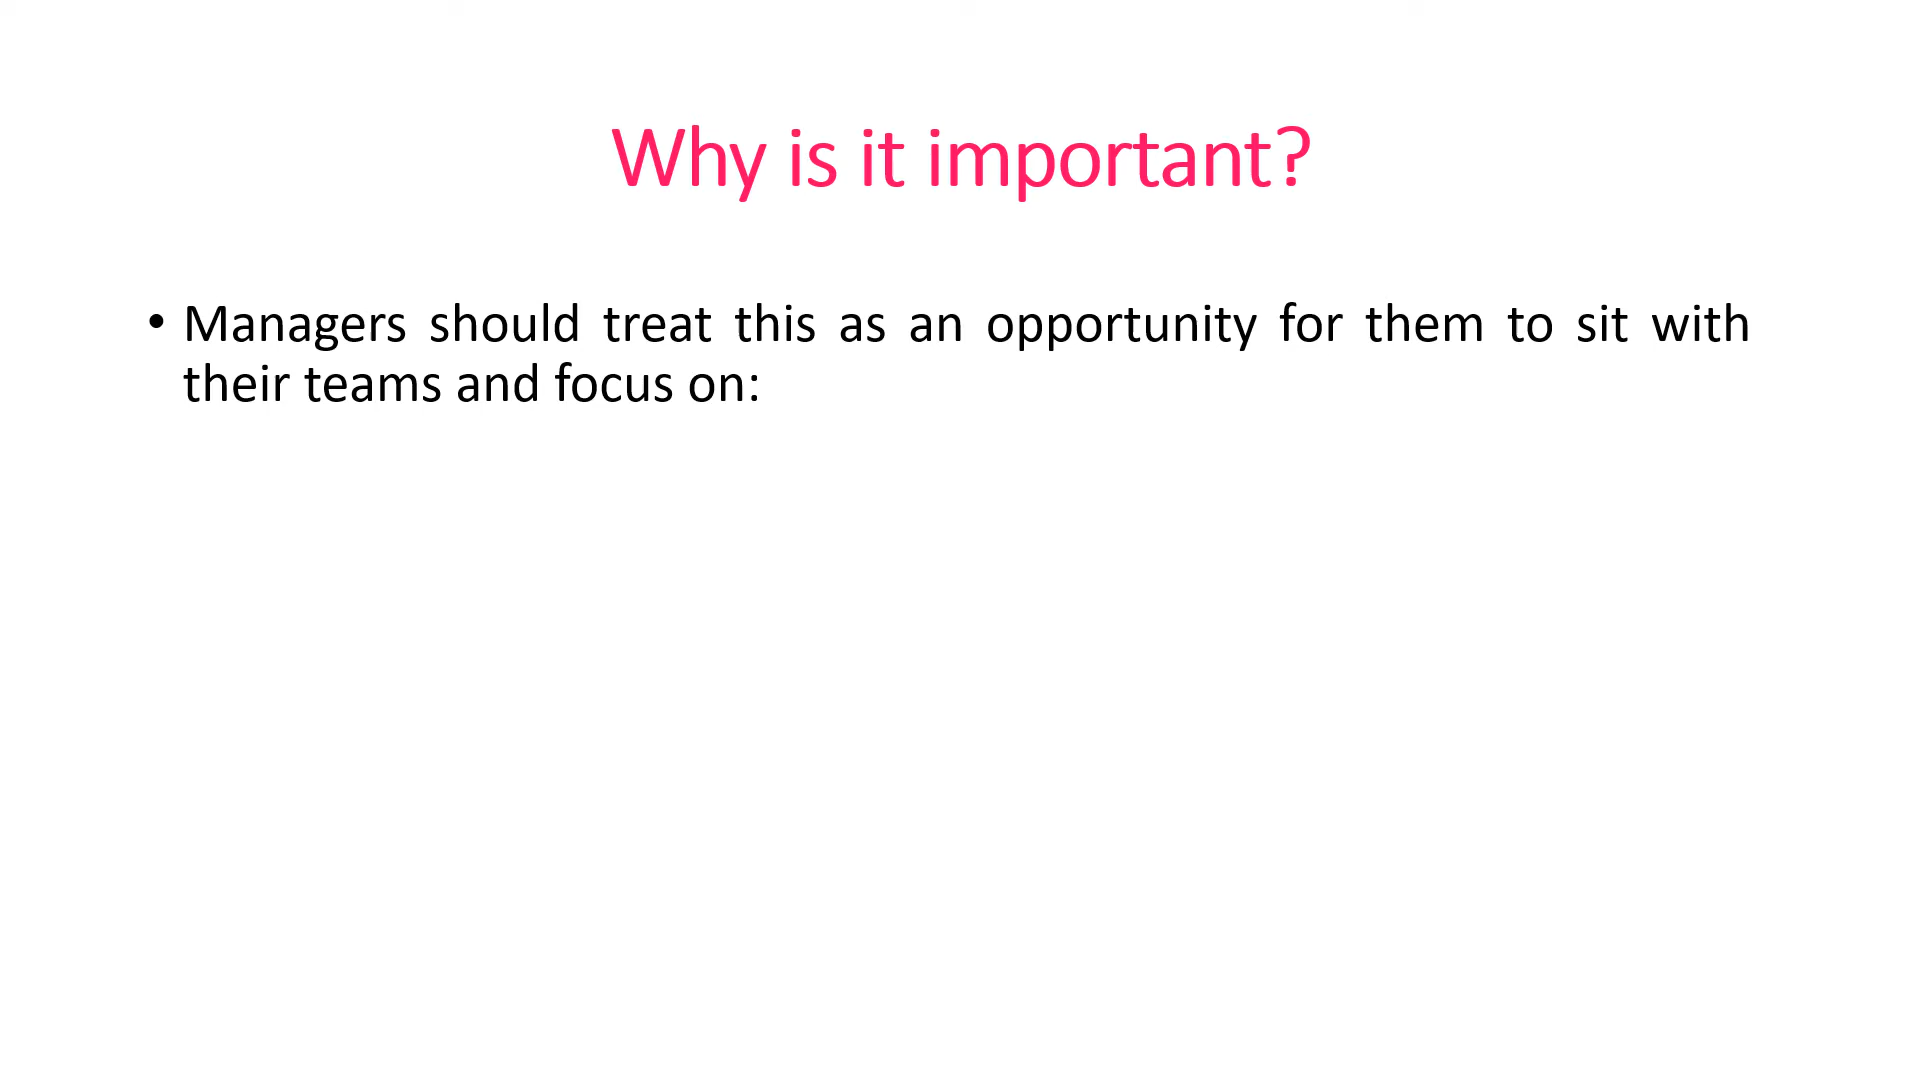 Why is it important?
• Managers should treat this as an opportunity for them to sit with
their teams and focus on: